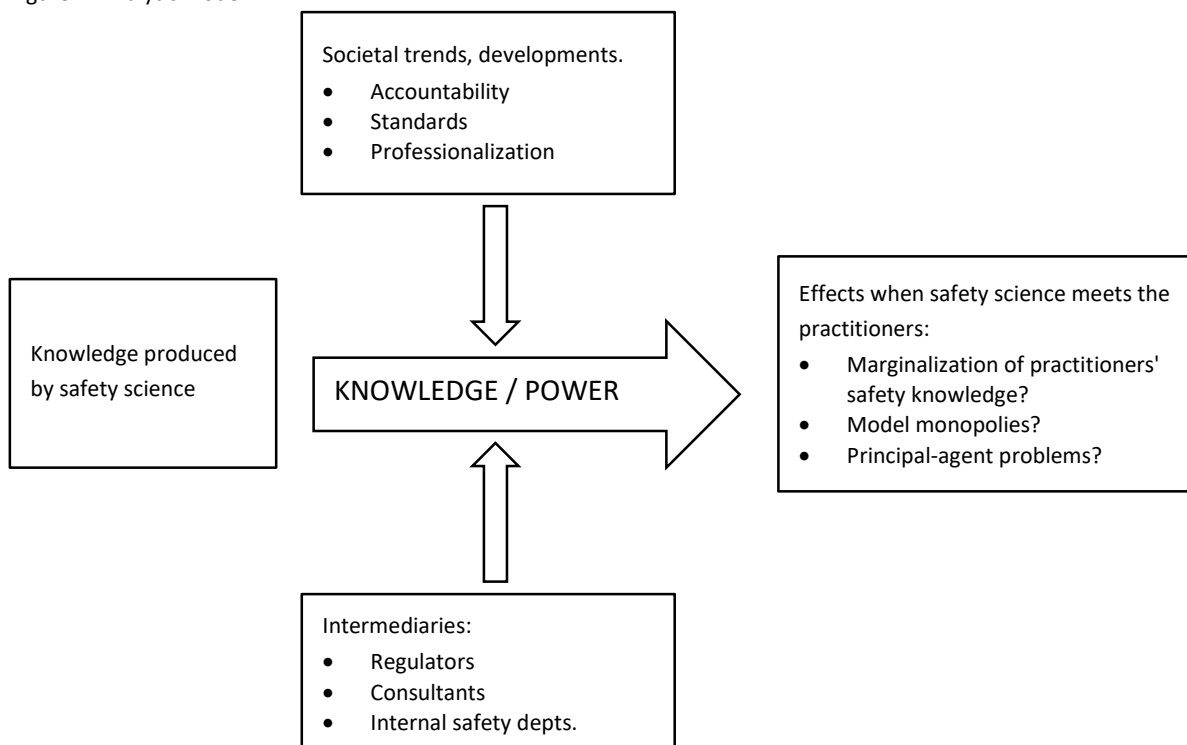 Societal trends, developments.
• Accountability
• Standards
• Professionalization
Knowledge produced
by safety science
KNOWLEDGE / POWER
Effects when safety science meets the
practitioners:
• Marginalization of practitioners'
safety knowledge?
• Model monopolies?
• Principal-agent problems?
Intermediaries:
• Regulators
• Consultants
• Internal safety depts.